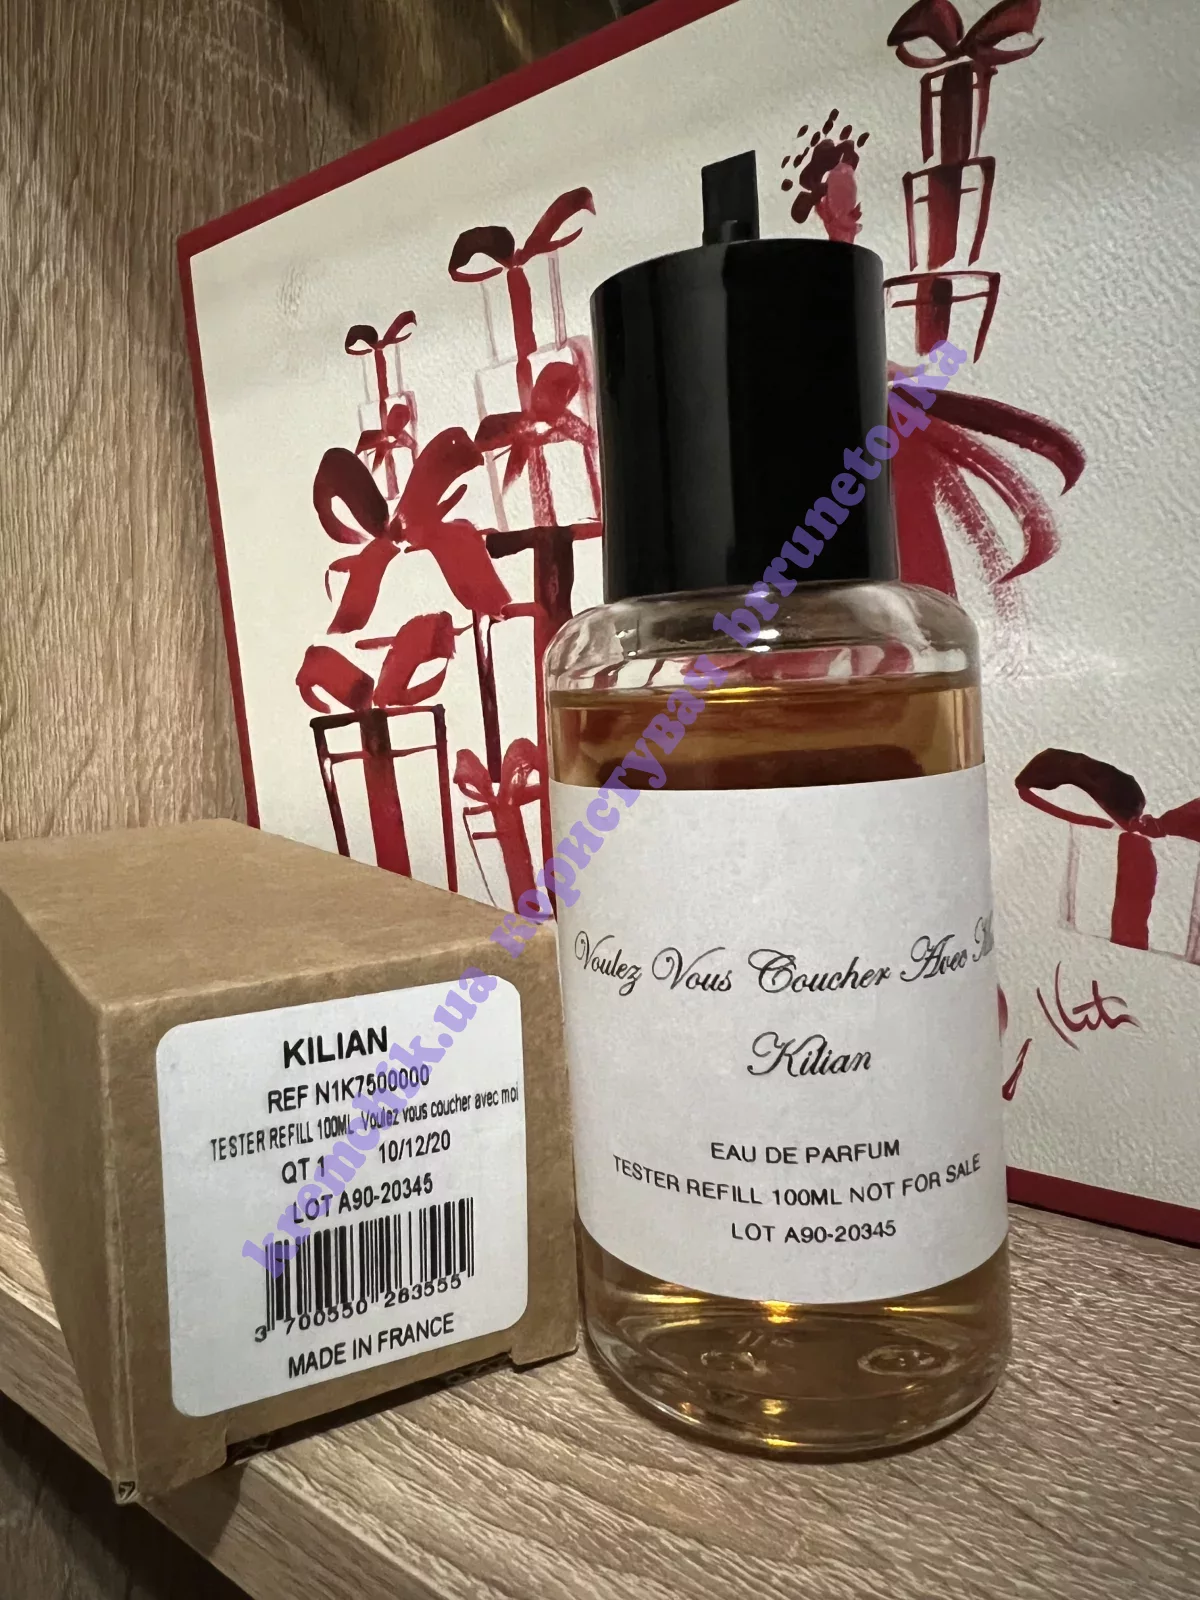 KILIAN
REF N1K7500000
TESTER REFILL 100ML Voulez vous coucher avec moi
QT 1 10/12/20
LOT A90-20345
3 700550 263555
MADE IN FRANCE
Voulez Vous Coucher Avec
Kilian
EAU DE PARFUM
TESTER REFILL 100ML NOT FOR SALE
LOT A90-20345
kremchik.ua користувач brruneto4ka